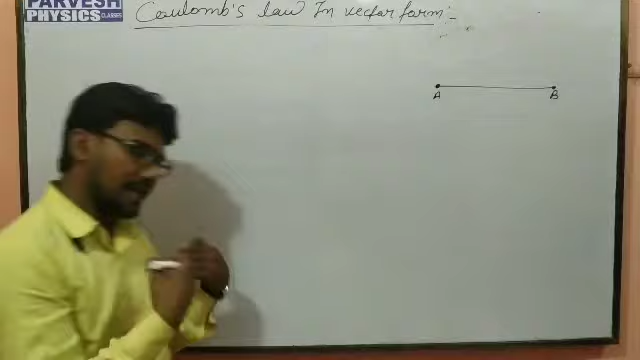 PARVESH
PHYSICS CLASSES
Coulomb's law In vector form:-
A B